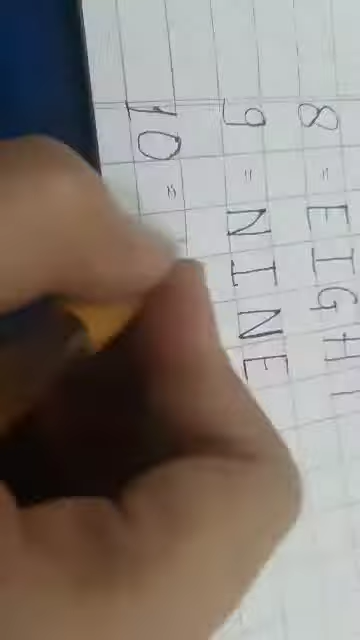 8 = EIGHT
9 = NINE
10 =